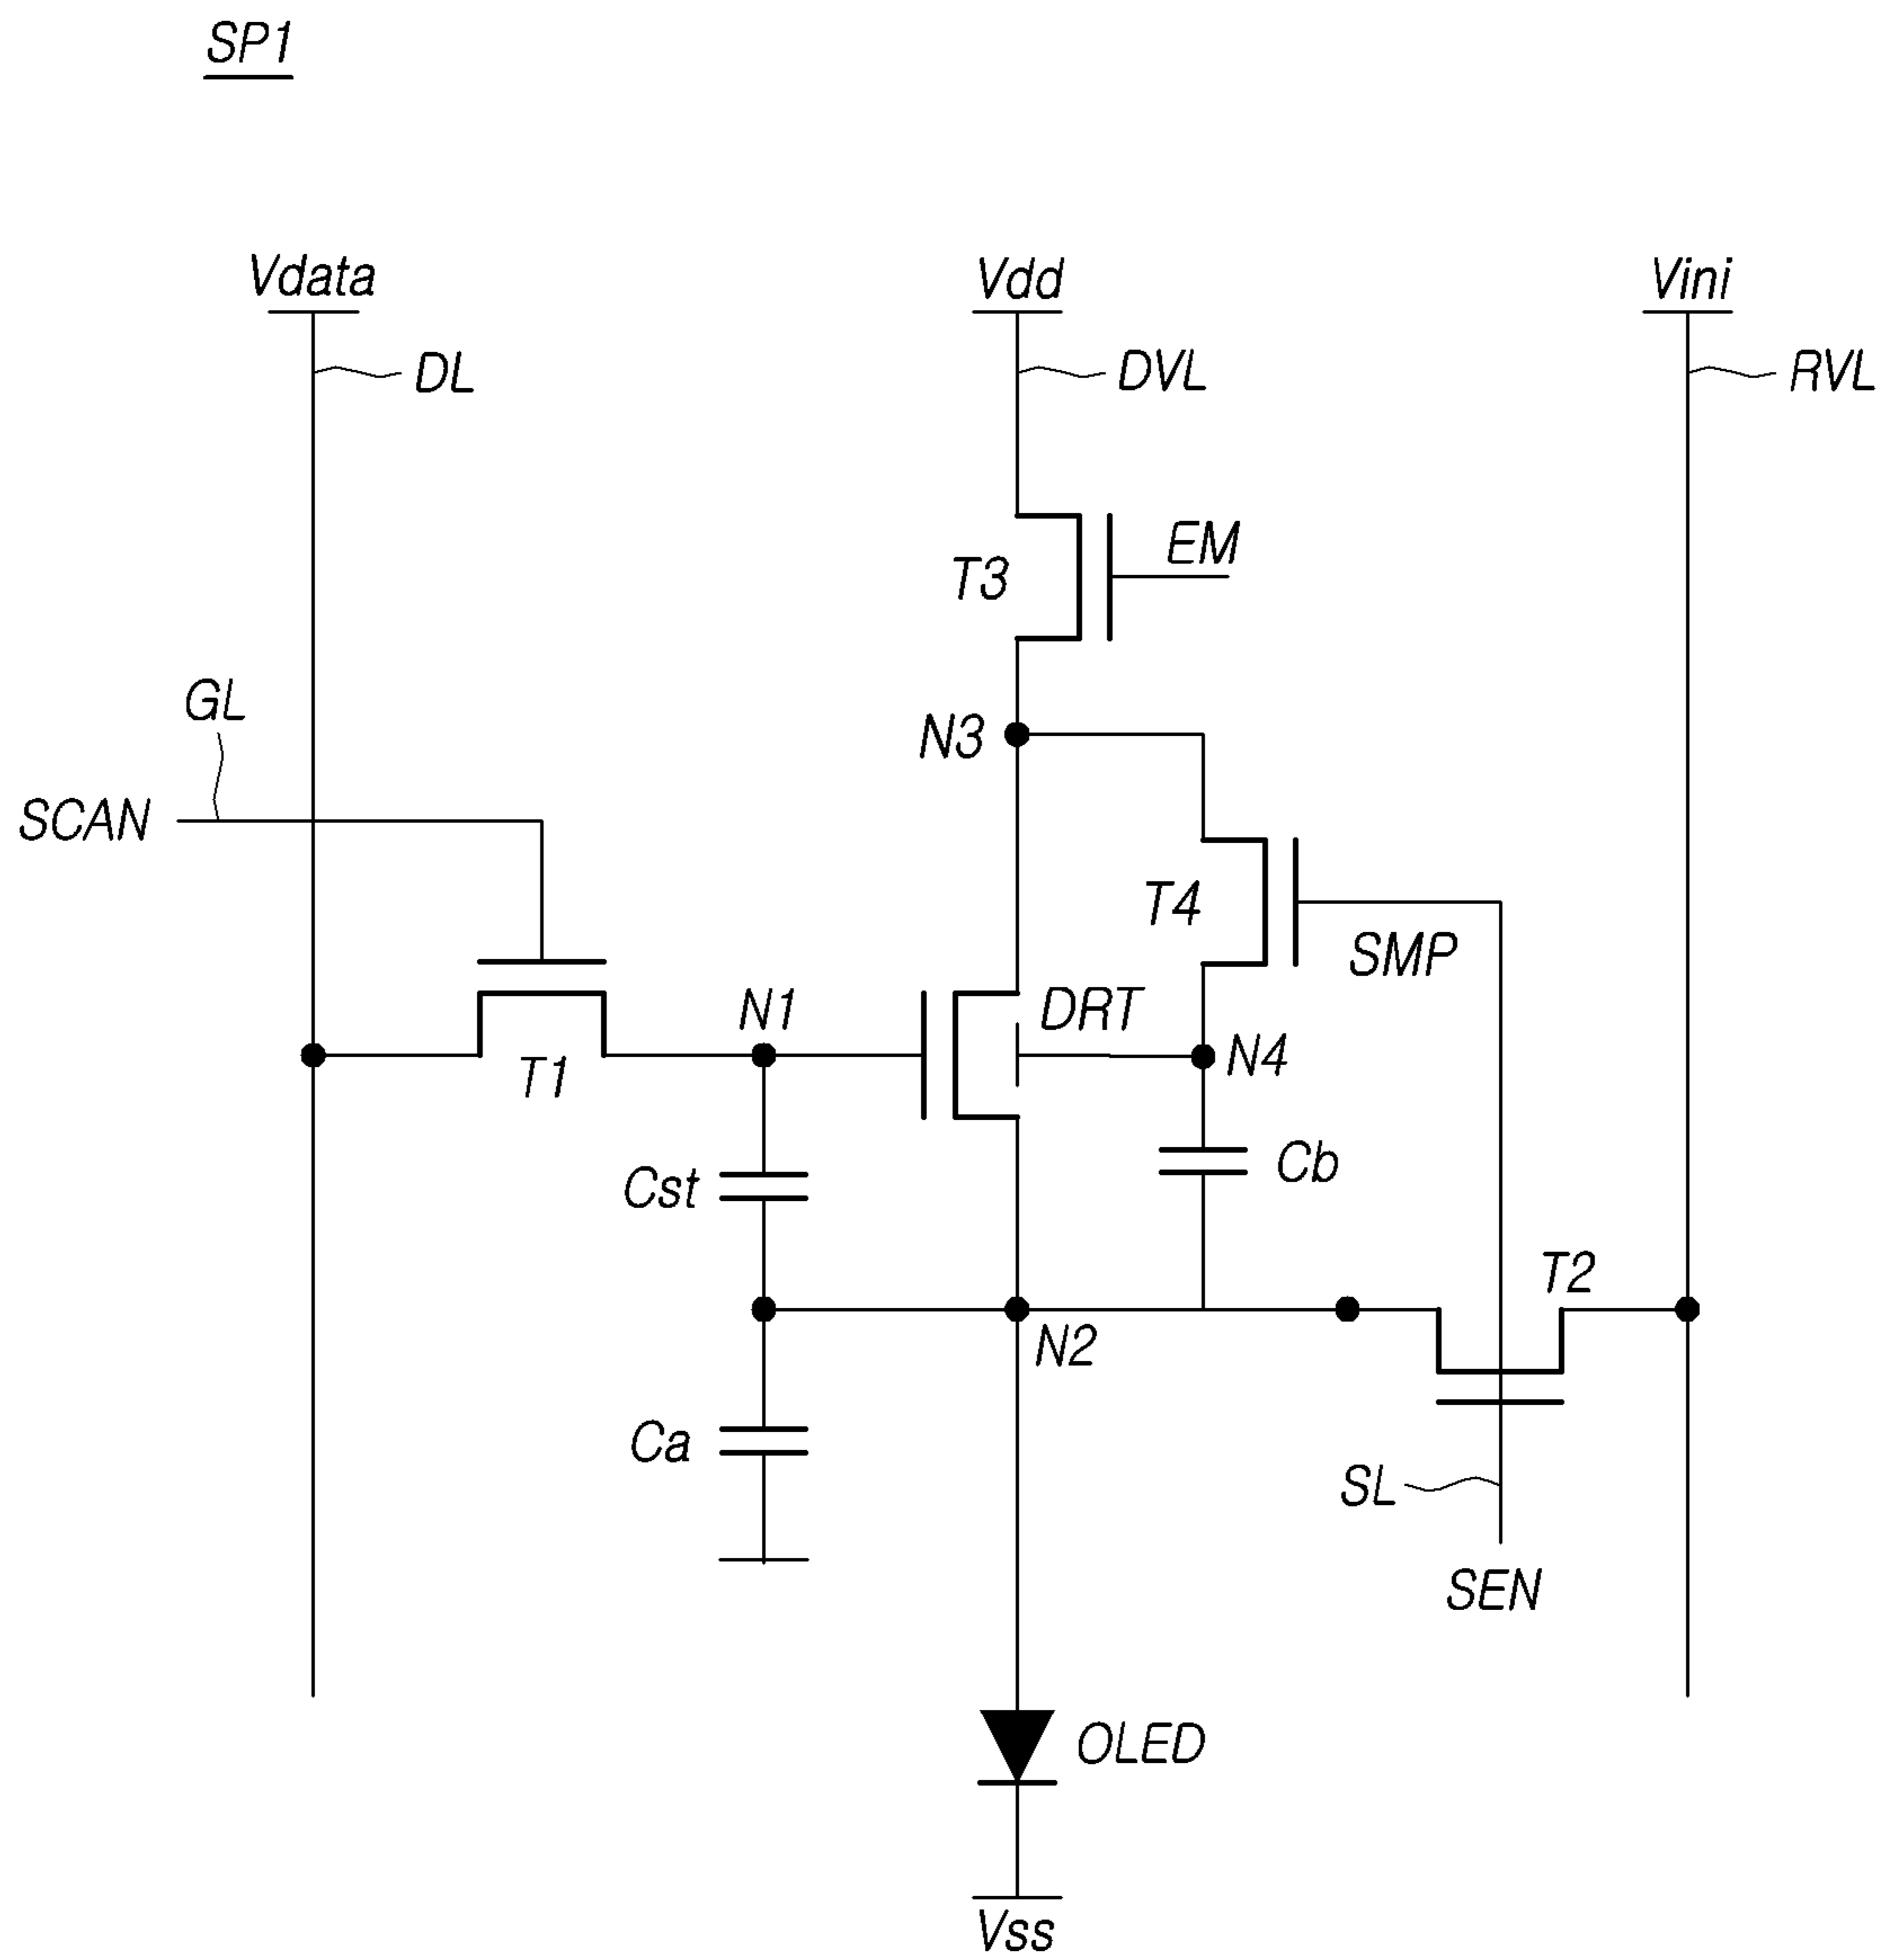 SP1
Vdata
Vdd
Vini
DL
DVL
RVL
EM
T3
GL
N3
SCAN
T4
SMP
N1
DRT
N4
T1
Cst
Cb
T2
N2
Ca
SL
SEN
OLED
Vss